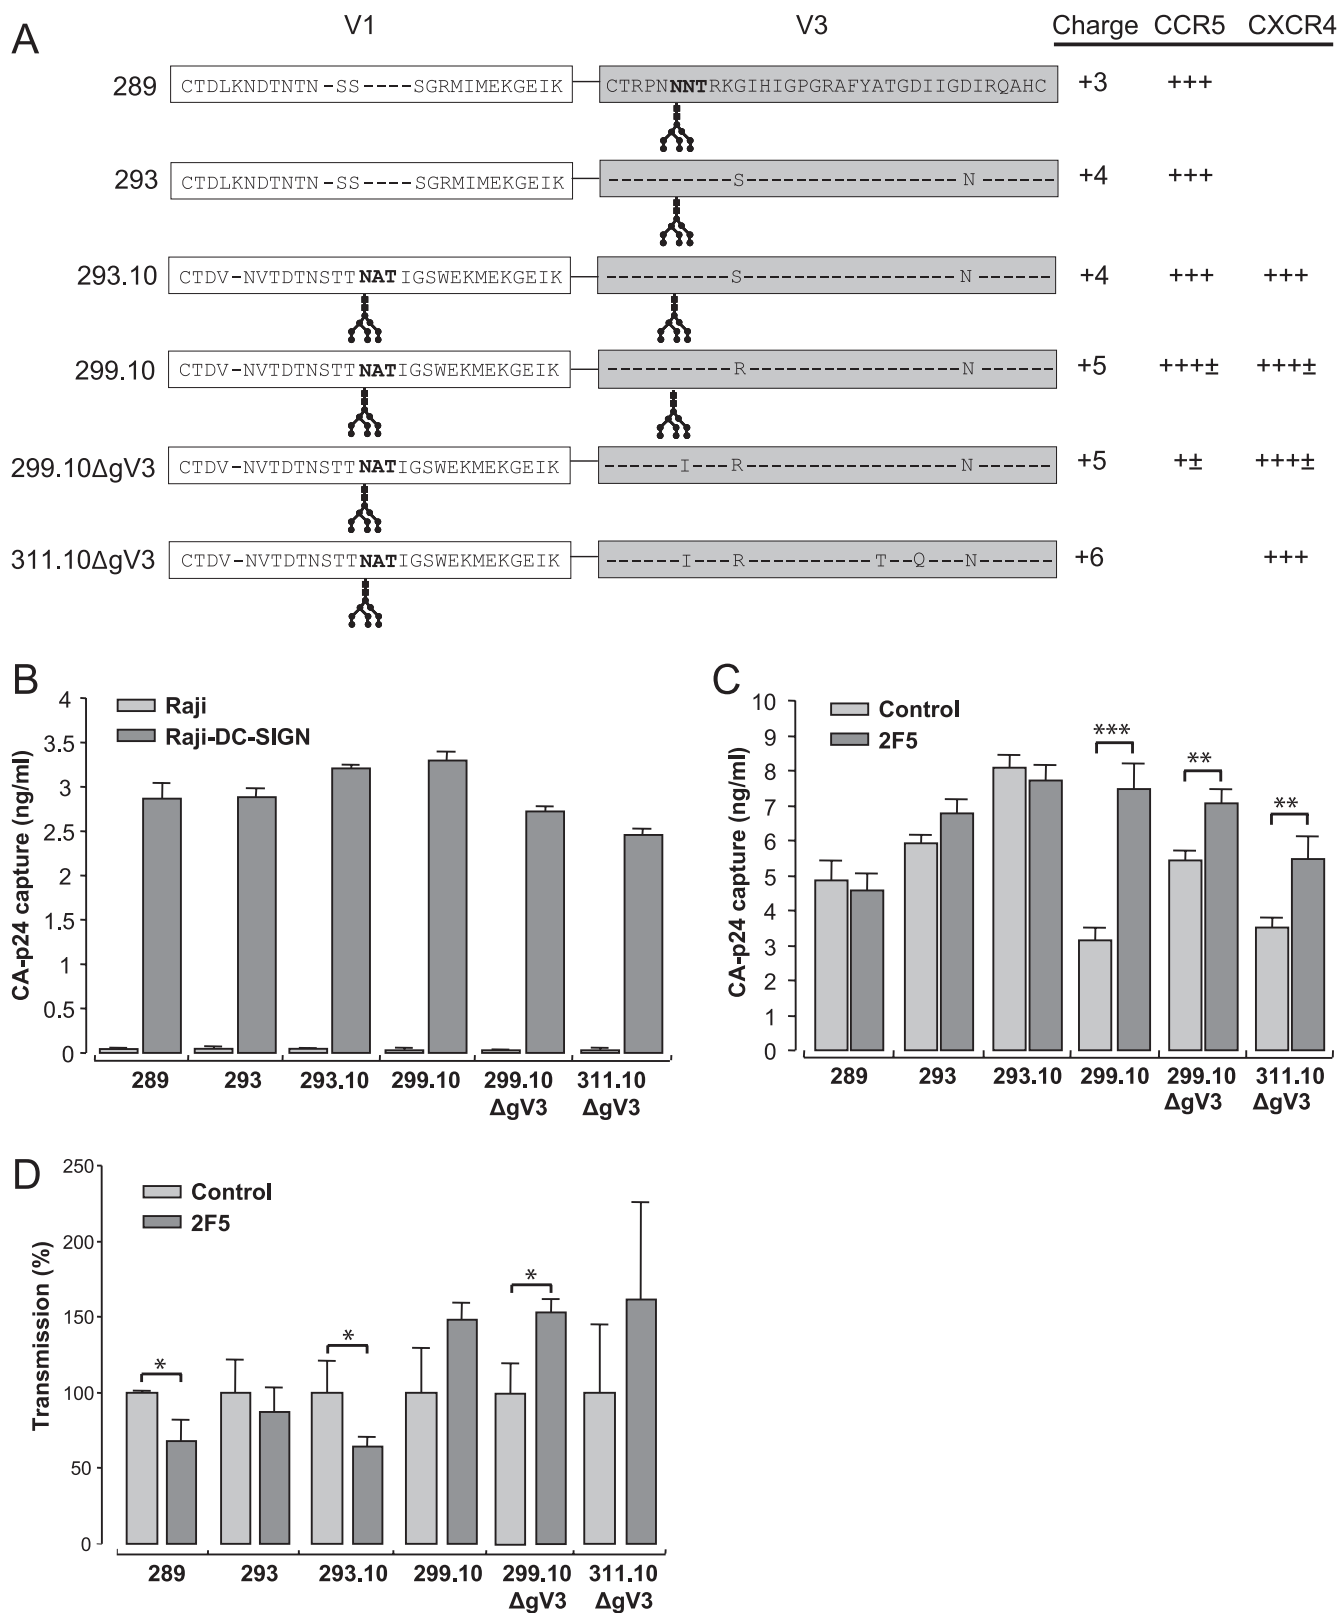 A
V1 V3 Charge CCR5 CXCR4
289 CTDLKNDTNTN-SS----SGRMIMEKGEIK CTRPNNNTRKGIHIGPGRAFYATGDIIGDIRQAHC +3 +++
293 CTDLKNDTNTN-SS----SGRMIMEKGEIK ----------S-----------------N------- +4 +++
293.10 CTDV-NVTDTNSTTNATIGSWEKMEKGEIK ----------S-----------------N------- +4 +++ +++
299.10 CTDV-NVTDTNSTTNATIGSWEKMEKGEIK ----------R-----------------N------- +5 +++± +++±
299.10ΔgV3 CTDV-NVTDTNSTTNATIGSWEKMEKGEIK ------I---R-----------------N------- +5 +± +++±
311.10ΔgV3 CTDV-NVTDTNSTTNATIGSWEKMEKGEIK ------I---R----------T--Q---N------- +6 +++
B
CA-p24 capture (ng/ml)
4
3.5
3
2.5
2
1.5
1
0.5
0
Raji
Raji-DC-SIGN
289 293 293.10 299.10 299.10 311.10
ΔgV3 ΔgV3
C
CA-p24 capture (ng/ml)
10
9
8
7
6
5
4
3
2
1
0
Control
2F5
*** ** **
289 293 293.10 299.10 299.10 311.10
ΔgV3 ΔgV3
D
Transmission (%)
250
200
150
100
50
0
Control
2F5
* * *
289 293 293.10 299.10 299.10 311.10
ΔgV3 ΔgV3